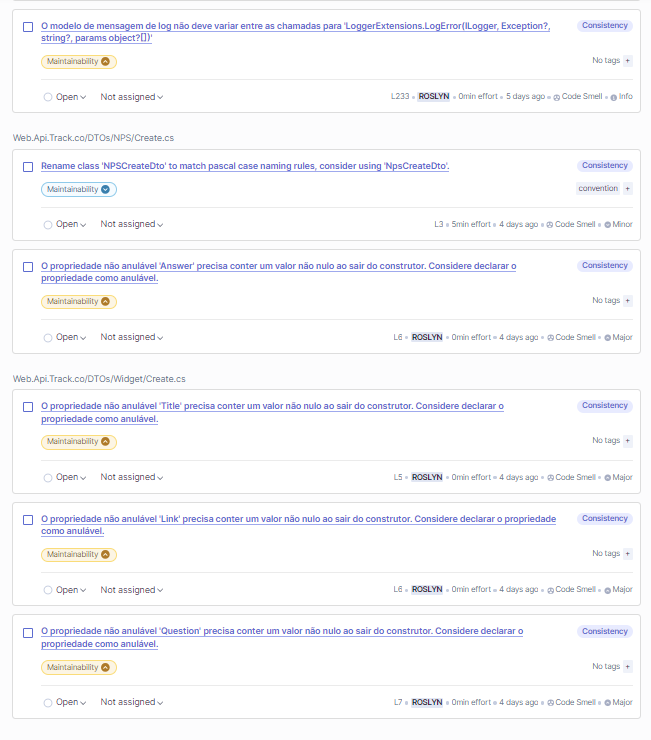 O modelo de mensagem de log não deve variar entre as chamadas para 'LoggerExtensions.LogError(ILogger, Exception?,
string?, params object?[])'
Consistency
Maintainability
No tags +
Open
Not assigned
L233 ROSLYN 0min effort 5 days ago Code Smell Info
Web.Api.Track.co/DTOs/NPS/Create.cs
Rename class 'NPSCreateDto' to match pascal case naming rules, consider using 'NpsCreateDto'.
Consistency
Maintainability
convention +
Open
Not assigned
L3 5min effort 4 days ago Code Smell Minor
O propriedade não anulável 'Answer' precisa conter um valor não nulo ao sair do construtor. Considere declarar o
propriedade como anulável.
Consistency
Maintainability
No tags +
Open
Not assigned
L6 ROSLYN 0min effort 4 days ago Code Smell Major
Web.Api.Track.co/DTOs/Widget/Create.cs
O propriedade não anulável 'Title' precisa conter um valor não nulo ao sair do construtor. Considere declarar o
propriedade como anulável.
Consistency
Maintainability
No tags +
Open
Not assigned
L5 ROSLYN 0min effort 4 days ago Code Smell Major
O propriedade não anulável 'Link' precisa conter um valor não nulo ao sair do construtor. Considere declarar o propriedade
como anulável.
Consistency
Maintainability
No tags +
Open
Not assigned
L6 ROSLYN 0min effort 4 days ago Code Smell Major
O propriedade não anulável 'Question' precisa conter um valor não nulo ao sair do construtor. Considere declarar o
propriedade como anulável.
Consistency
Maintainability
No tags +
Open
Not assigned
L7 ROSLYN 0min effort 4 days ago Code Smell Major